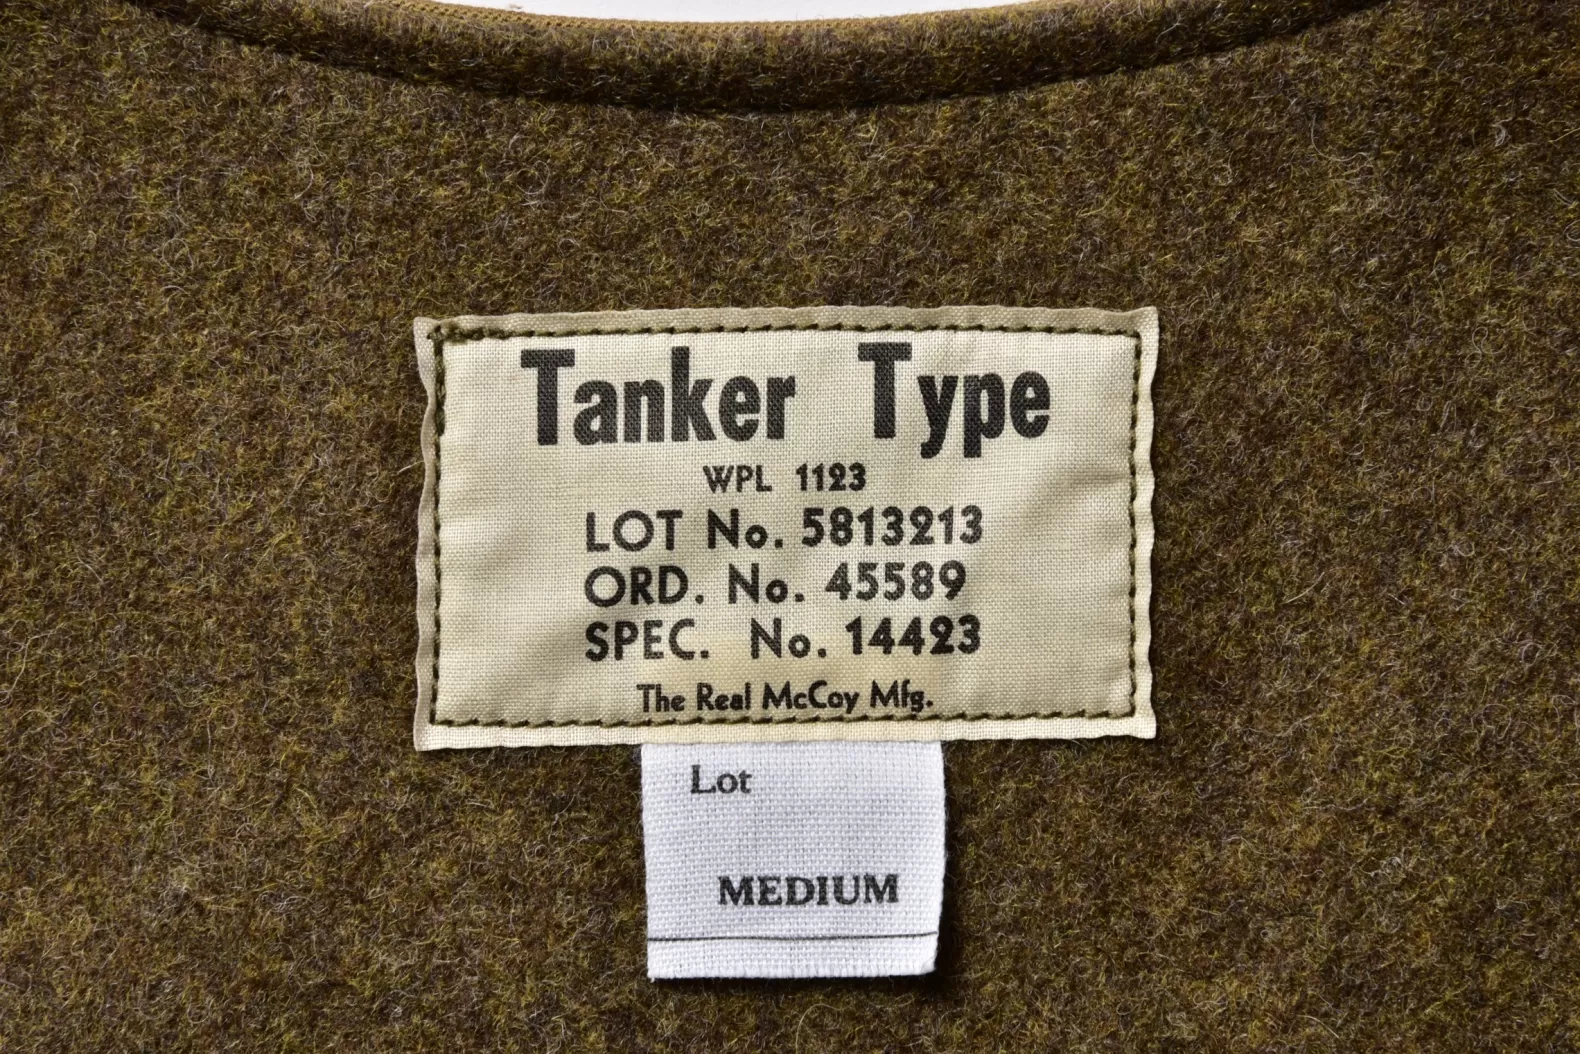 Tanker Type
WPL 1123
LOT No. 5813213
ORD. No. 45589
SPEC. No. 14423
The Real McCoy Mfg.
Lot
MEDIUM